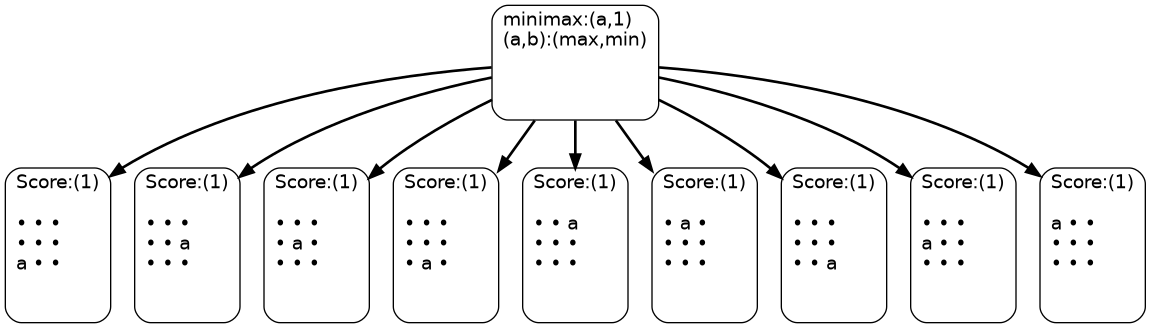 minimax:(a,1)
(a,b):(max,min)
Score:(1)
• • •
• • •
a • •
Score:(1)
• • •
• • a
• • •
Score:(1)
• • •
• a •
• • •
Score:(1)
• • •
• • •
• a •
Score:(1)
• • a
• • •
• • •
Score:(1)
• a •
• • •
• • •
Score:(1)
• • •
• • •
• • a
Score:(1)
• • •
a • •
• • •
Score:(1)
a • •
• • •
• • •